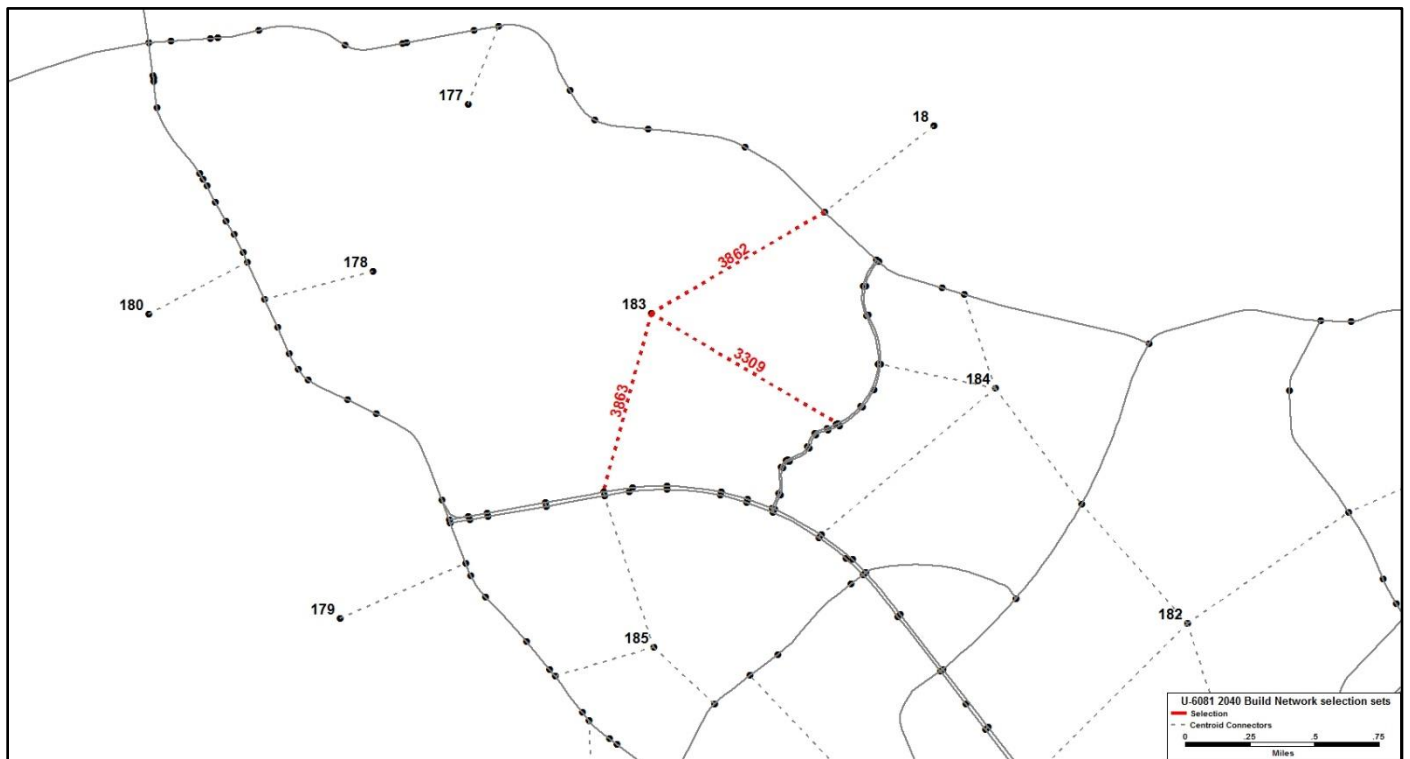 177
18
3862
178
183
180
3309
184
3863
179
182
185
U-6081 2040 Build Network selection sets
Selection
Centroid Connectors
0 .25 .5 .75
Miles